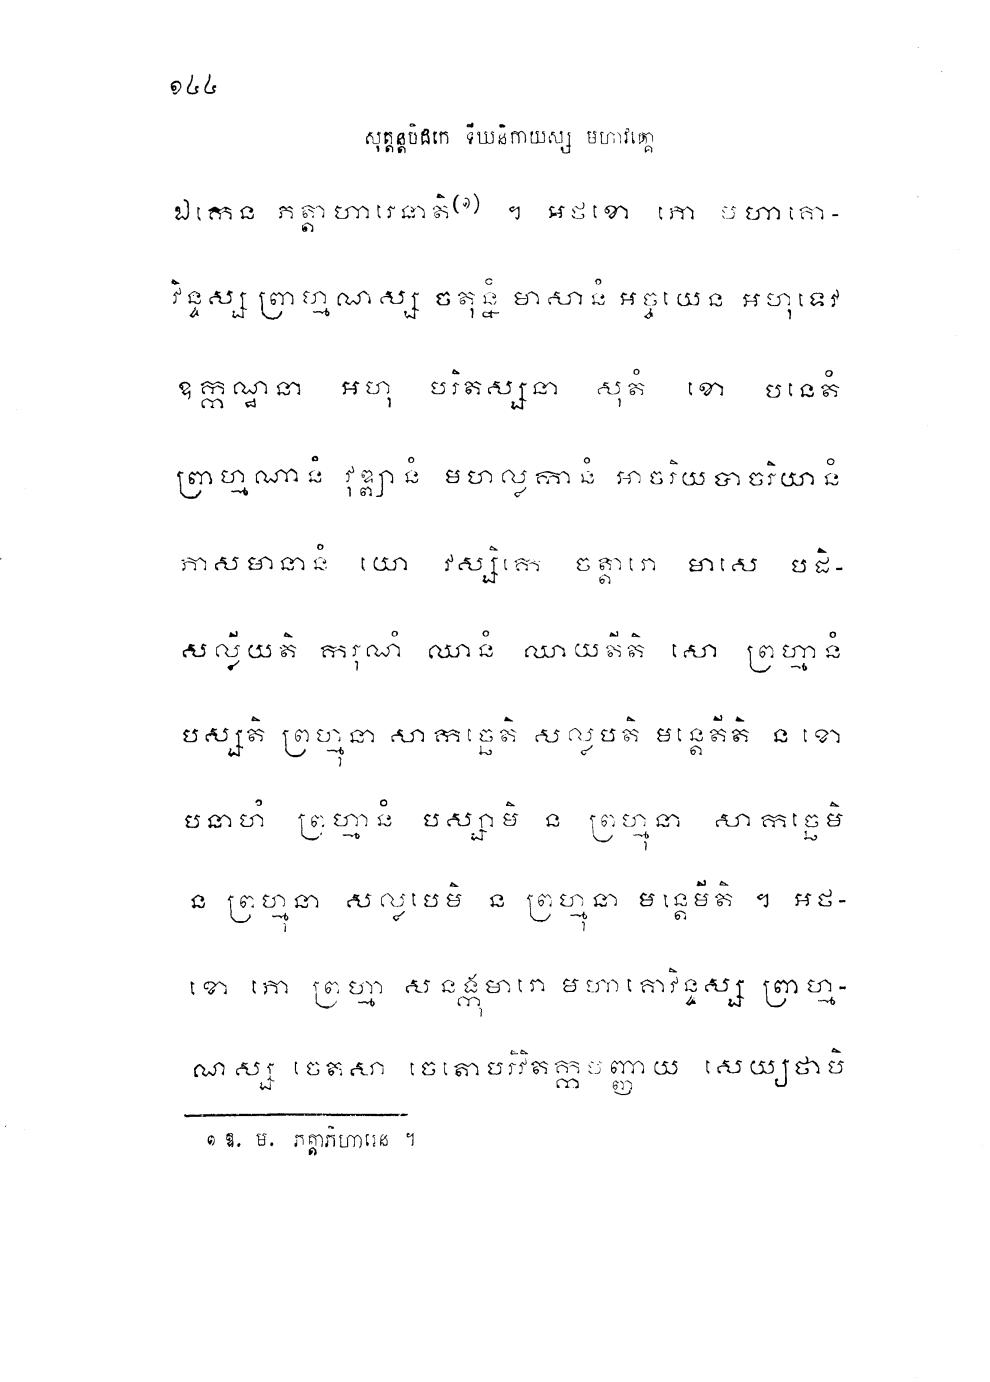 ១៤៤
សុត្តន្តបិដកេ ទីឃនិកាយស្ស មហាវគ្គោ
ឯកេន ភត្តាហារេនាតិ(១) ។ អថខោ ភោ មហាគោ-
វិន្ទស្ស ព្រាហ្មណស្ស ចតុន្នំ មាសានំ អច្ចយេន អហុទេវ
ឧក្កណ្ឋនា អហុ បរិតស្សនា សុតំ ខោ បនេតំ
ព្រាហ្មណានំ វុឌ្ឍានំ មហល្លកានំ អាចរិយបាចរិយានំ
ភាសមានានំ យោ វស្សិកេ ចត្តារោ មាសេ បដិ-
សល្លីយតិ ករុណំ ឈានំ ឈាយតីតិ សោ ព្រហ្មានំ
បស្សតិ ព្រហ្មុនា សាកច្ឆេតិ សល្លបតិ មន្តេតីតិ ន ខោ
បនាហំ ព្រហ្មានំ បស្សាមិ ន ព្រហ្មុនា សាកច្ឆេមិ
ន ព្រហ្មុនា សល្លបេមិ ន ព្រហ្មុនា មន្តេមីតិ ។ អថ-
ខោ ភោ ព្រហ្មា សនង្កុមារោ មហាគោវិន្ទស្ស ព្រាហ្ម-
ណស្ស ចេតសា ចេតោបរិវិតក្កមញ្ញាយ សេយ្យថាបិ
១ ឱ. ម. ភត្តាភិហារេន ។